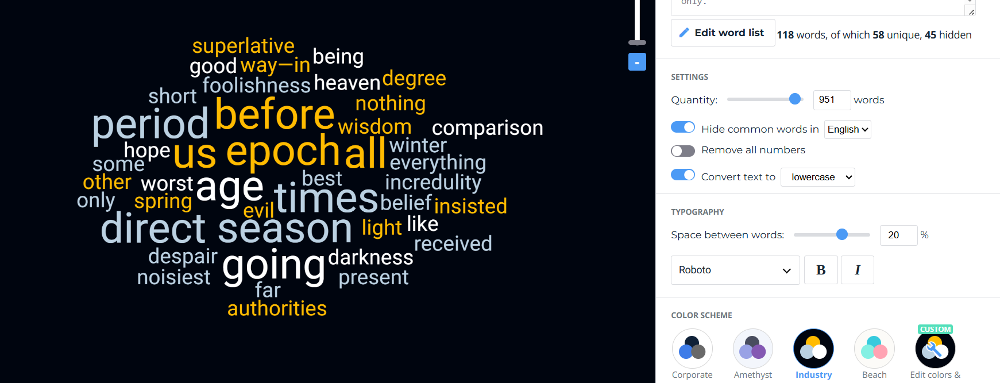 superlative
good way—in being
foolishness heaven degree
short nothing
period before wisdom comparison
hope us epoch all winter
some everything
other worst age best incredulity
only spring evil times belief insisted
direct season light like
received
despair going darkness
noisiest present
far
authorities
-
only.
Edit word list 118 words, of which 58 unique, 45 hidden
SETTINGS
Quantity: 951 words
Hide common words in English
Remove all numbers
Convert text to lowercase
TYPOGRAPHY
Space between words: 20 %
Roboto B I
COLOR SCHEME
CUSTOM
Corporate Amethyst Industry Beach Edit colors &